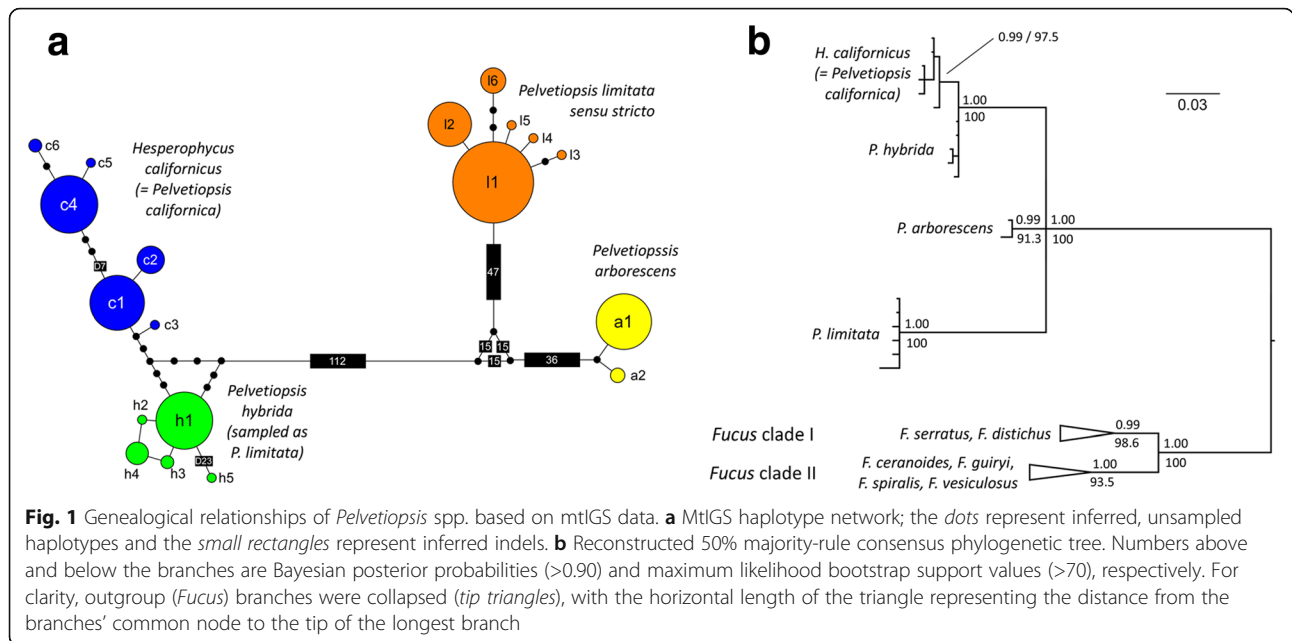 a
c6
c5
Hesperophycus
californicus
(= Pelvetiopsis
californica)
c4
D7
c2
c1
c3
l6
Pelvetiopsis limitata
sensu stricto
l5
l2
l4
l3
l1
47
Pelvetiopssis
arborescens
a1
15
15
15
112
36
a2
h1
Pelvetiopsis
hybrida
(sampled as
P. limitata)
h2
h4
h3
D23
h5
b
0.99 / 97.5
H. californicus
(= Pelvetiopsis
californica)
0.03
1.00
100
P. hybrida
P. arborescens
0.99
91.3
1.00
100
P. limitata
1.00
100
Fucus clade I
F. serratus, F. distichus
0.99
98.6
1.00
100
Fucus clade II
F. ceranoides, F. guiryi,
F. spiralis, F. vesiculosus
1.00
93.5
Fig. 1 Genealogical relationships of Pelvetiopsis spp. based on mtIGS data. a MtIGS haplotype network; the dots represent inferred, unsampled
haplotypes and the small rectangles represent inferred indels. b Reconstructed 50% majority-rule consensus phylogenetic tree. Numbers above
and below the branches are Bayesian posterior probabilities (>0.90) and maximum likelihood bootstrap support values (>70), respectively. For
clarity, outgroup (Fucus) branches were collapsed (tip triangles), with the horizontal length of the triangle representing the distance from the
branches' common node to the tip of the longest branch